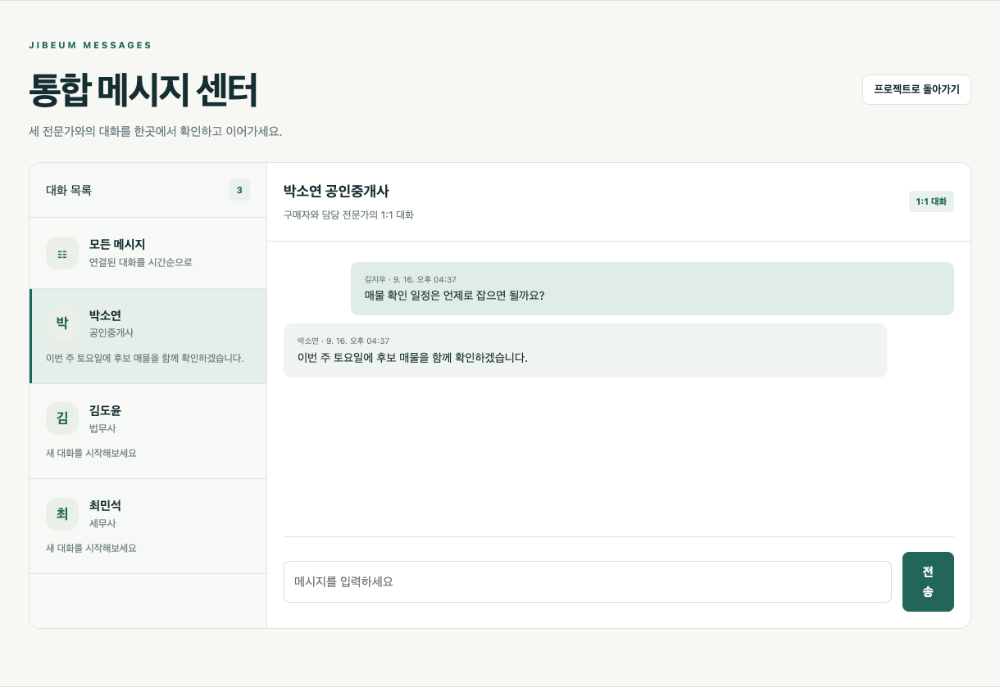 JIBEUM MESSAGES
통합 메시지 센터
프로젝트로 돌아가기
세 전문가와의 대화를 한곳에서 확인하고 이어가세요.
대화 목록
3
모든 메시지
연결된 대화를 시간순으로
박
박소연
공인중개사
이번 주 토요일에 후보 매물을 함께 확인하겠습니다.
김
김도윤
법무사
새 대화를 시작해보세요
최
최민석
세무사
새 대화를 시작해보세요
박소연 공인중개사
구매자와 담당 전문가의 1:1 대화
1:1 대화
김지우 · 9. 16. 오후 04:37
매물 확인 일정은 언제로 잡으면 될까요?
박소연 · 9. 16. 오후 04:37
이번 주 토요일에 후보 매물을 함께 확인하겠습니다.
메시지를 입력하세요
전
송